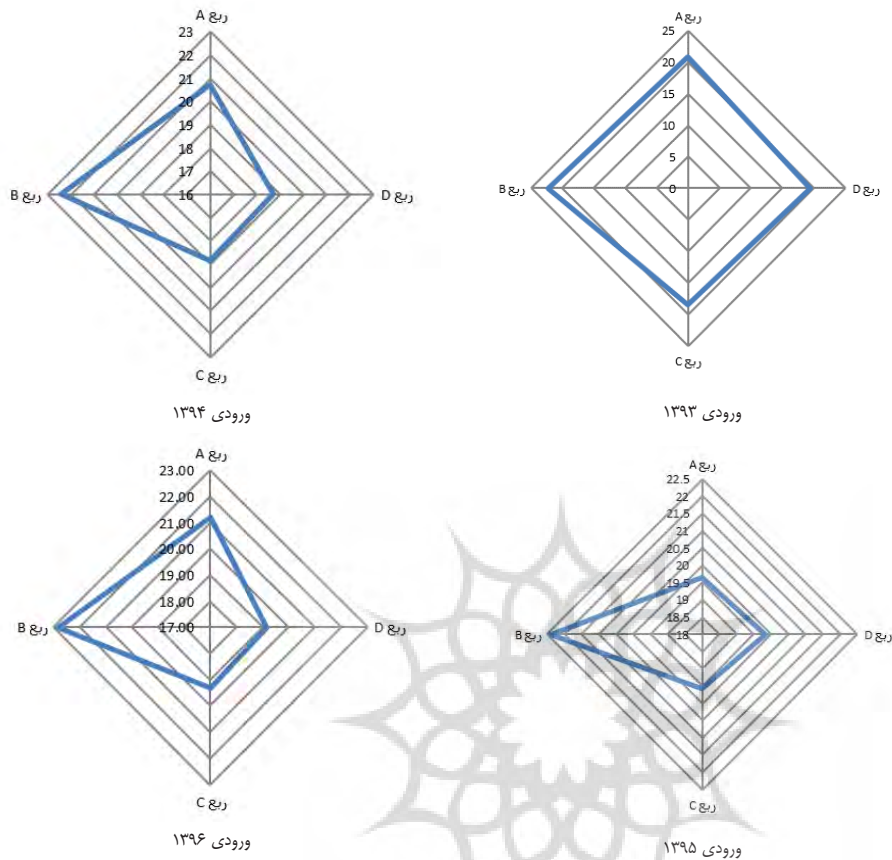 ربع A
25
20
15
10
5
0
ربع B
ربع D
ربع C
ورودی ۱۳۹۳
ربع A
23
22
21
20
19
18
17
16
ربع B
ربع D
ربع C
ورودی ۱۳۹۴
ربع A
22.5
22
21.5
21
20.5
20
19.5
19
18.5
18
ربع B
ربع D
ربع C
ورودی ۱۳۹۵
ربع A
23.00
22.00
21.00
20.00
19.00
18.00
17.00
ربع B
ربع D
ربع C
ورودی ۱۳۹۶